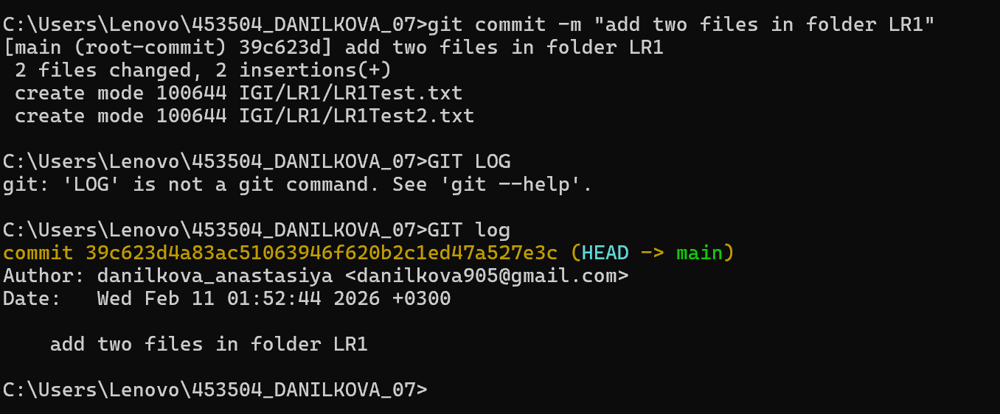 C:\Users\Lenovo\453504_DANILKOVA_07>git commit -m "add two files in folder LR1"
[main (root-commit) 39c623d] add two files in folder LR1
 2 files changed, 2 insertions(+)
 create mode 100644 IGI/LR1/LR1Test.txt
 create mode 100644 IGI/LR1/LR1Test2.txt

C:\Users\Lenovo\453504_DANILKOVA_07>GIT LOG
git: 'LOG' is not a git command. See 'git --help'.

C:\Users\Lenovo\453504_DANILKOVA_07>GIT log
commit 39c623d4a83ac51063946f620b2c1ed47a527e3c (HEAD -> main)
Author: danilkova_anastasiya <danilkova905@gmail.com>
Date:   Wed Feb 11 01:52:44 2026 +0300

    add two files in folder LR1

C:\Users\Lenovo\453504_DANILKOVA_07>